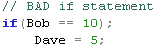 // BAD if statement
if(Bob == 10);
    Dave = 5;